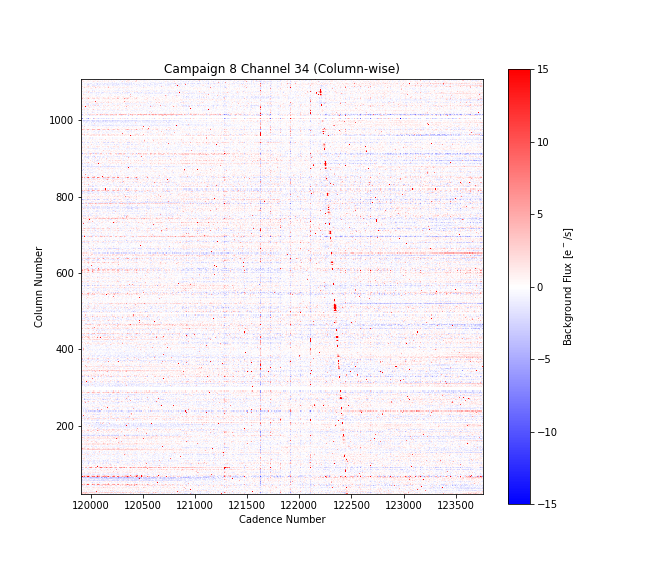 Campaign 8 Channel 34 (Column-wise)
1000
800
600
400
200
Column Number
120000 120500 121000 121500 122000 122500 123000 123500
Cadence Number
15
10
5
0
−5
−10
−15
Background Flux [e⁻/s]